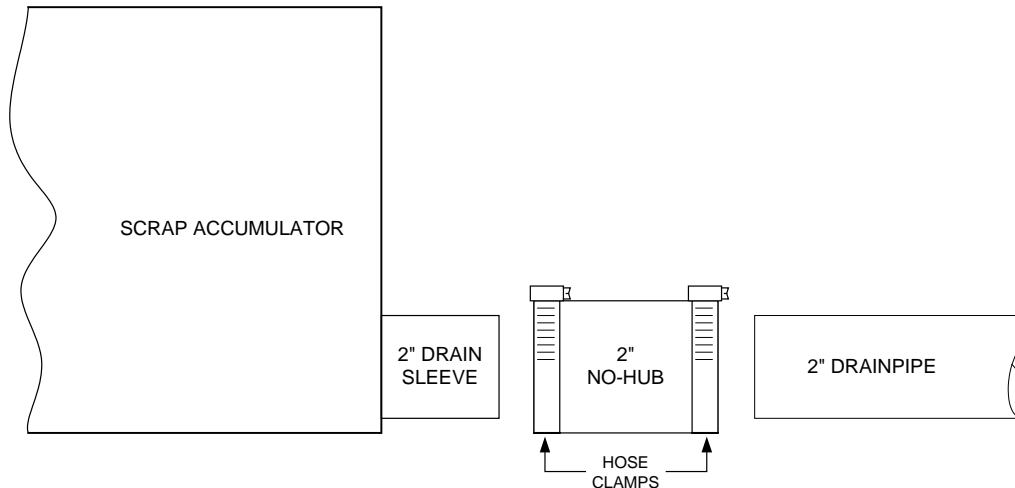 SCRAP ACCUMULATOR
2" DRAIN
SLEEVE
2"
NO-HUB
2" DRAINPIPE
HOSE
CLAMPS